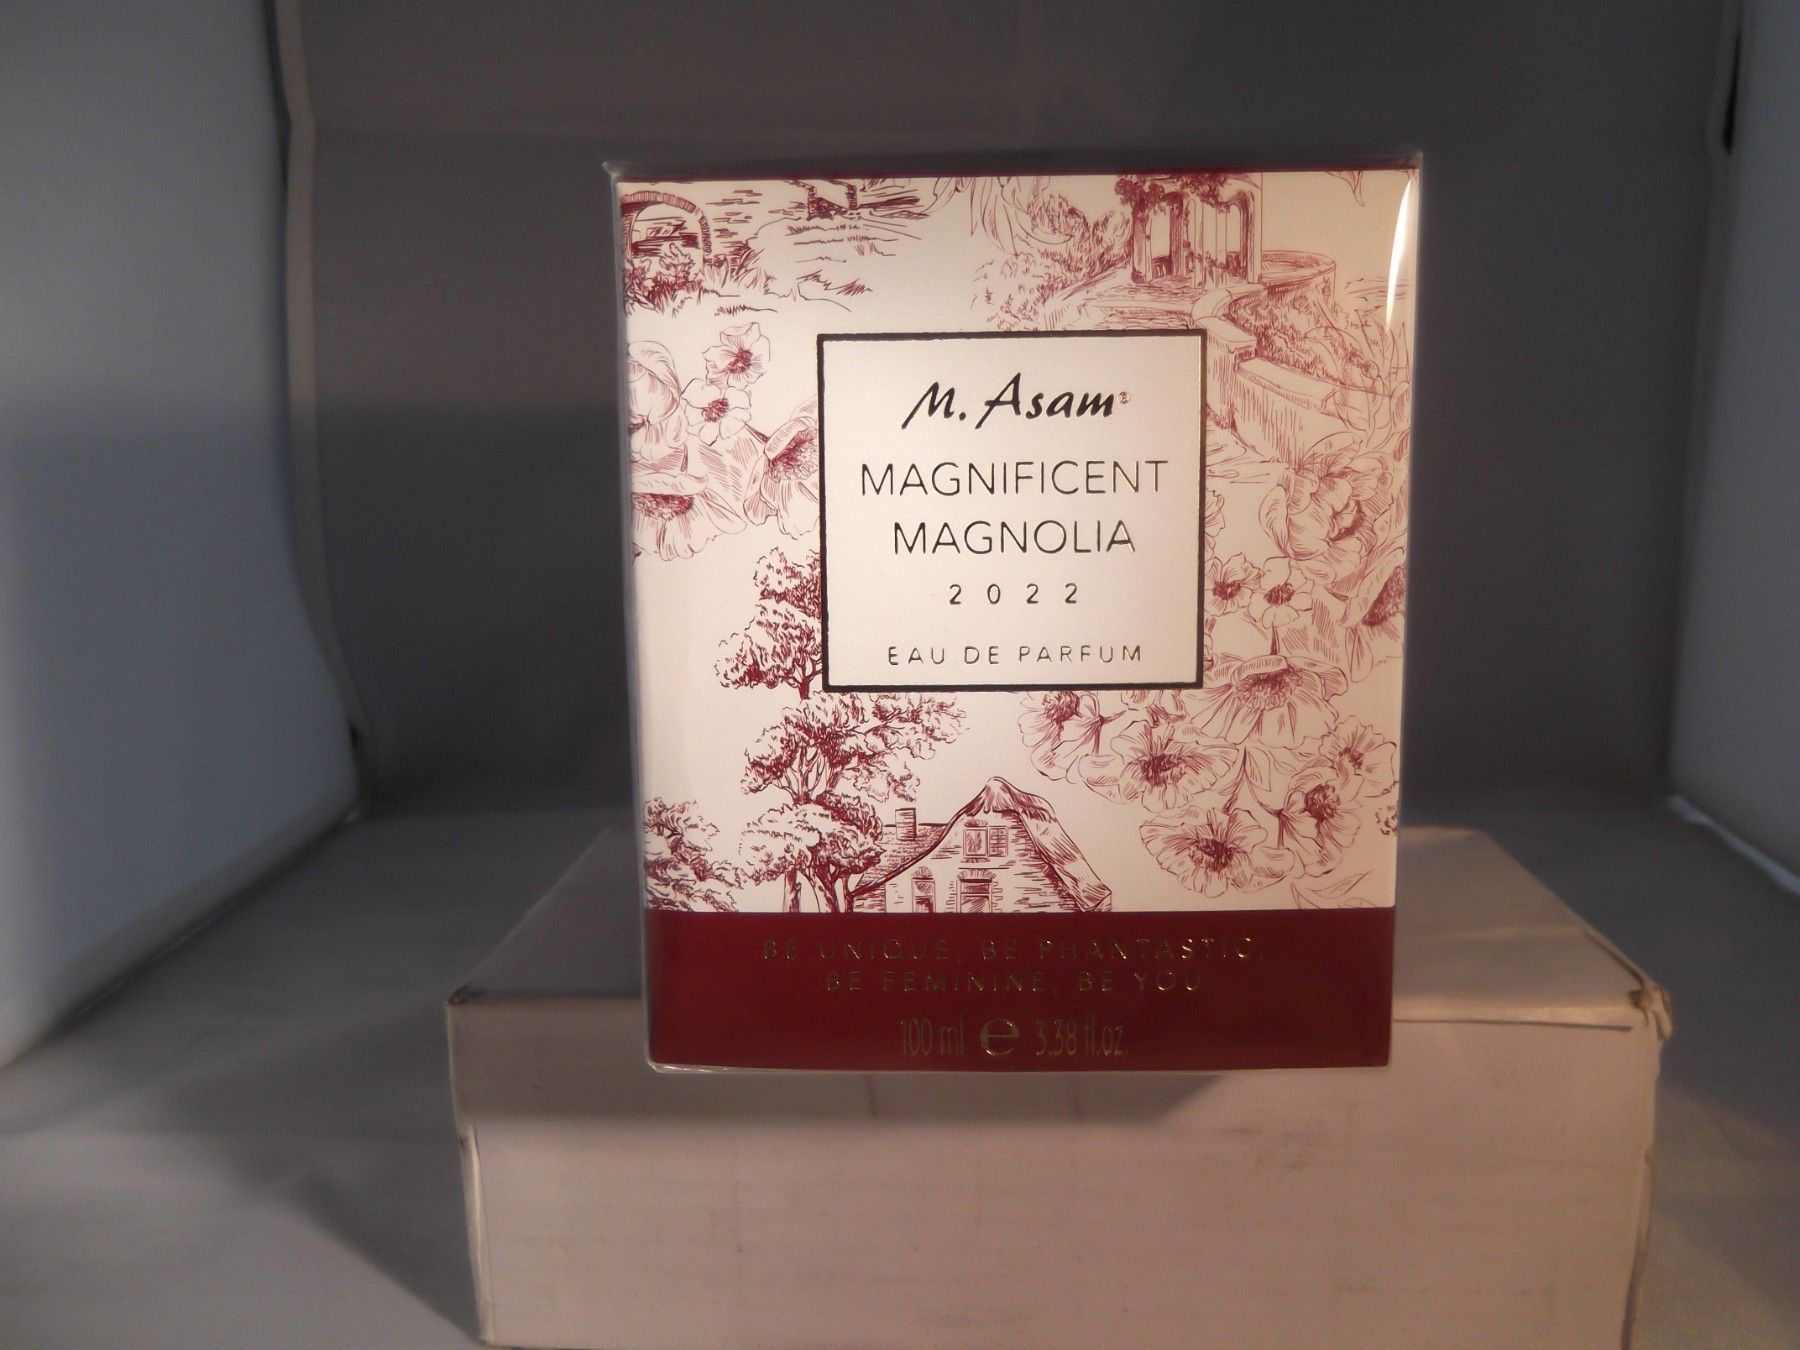 M. Asam®
MAGNIFICENT
MAGNOLIA
2022
EAU DE PARFUM
BE UNIQUE, BE PHANTASTIC,
BE FEMININE, BE YOU
100 ml ℮ 3.38 fl.oz.